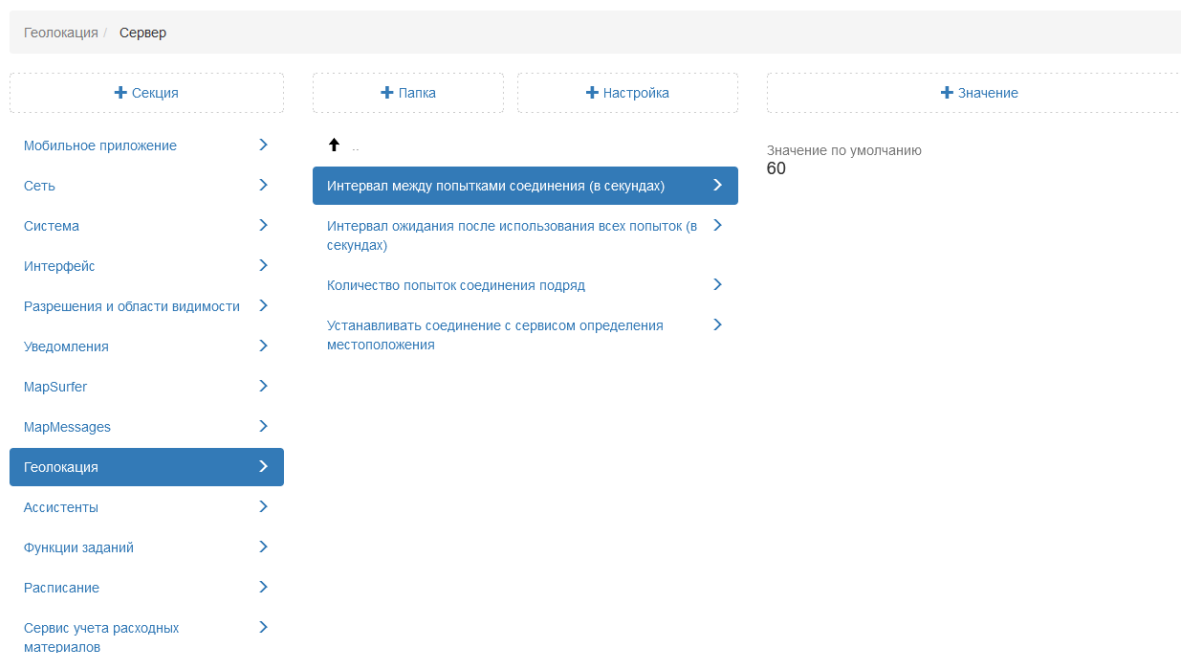 Геолокация / Сервер
+ Секция
+ Папка
+ Настройка
+ Значение
Мобильное приложение
Сеть
Система
Интерфейс
Разрешения и области видимости
Уведомления
MapSurfer
MapMessages
Геолокация
Ассистенты
Функции заданий
Расписание
Сервис учета расходных
материалов
..
Интервал между попытками соединения (в секундах)
Интервал ожидания после использования всех попыток (в
секундах)
Количество попыток соединения подряд
Устанавливать соединение с сервисом определения
местоположения
Значение по умолчанию
60